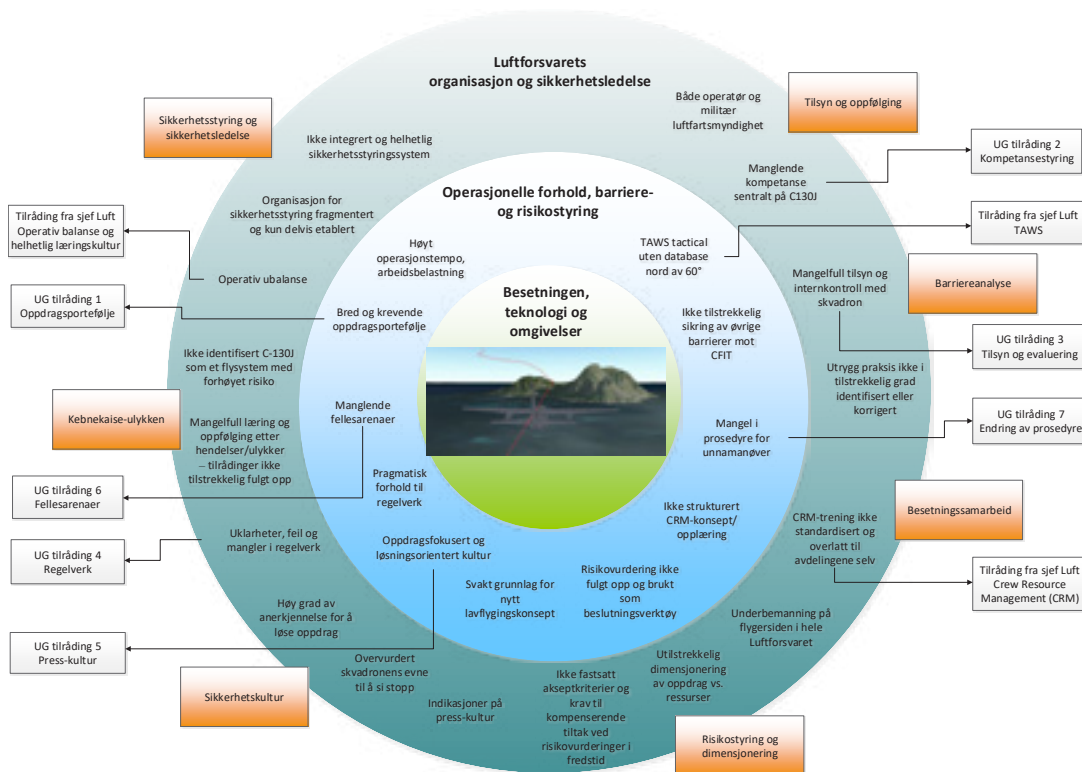 Luftforsvarets
organisasjon og sikkerhetsledelse
Sikkerhetsstyring og
sikkerhetsledelse
Både operatør og
militær
luftfartsmyndighet
Tilsyn og oppfølging
Ikke integrert og helhetlig
sikkerhetsstyringssystem
UG tilråding 2
Kompetansestyring
Manglende
kompetanse
sentralt på C130J
Operasjonelle forhold, barriere-
og risikostyring
Organisasjon for
sikkerhetsstyring fragmentert
og kun delvis etablert
Tilråding fra sjef Luft
Operativ balanse og
helhetlig læringskultur
Tilråding fra sjef Luft
TAWS
Høyt
operasjonstempo,
arbeidsbelastning
TAWS tactical
uten database
nord av 60°
Operativ ubalanse
Mangelfull tilsyn og
internkontroll med
skvadron
Barriereanalyse
Besetningen,
teknologi og
omgivelser
UG tilråding 1
Oppdragsportefølje
Bred og krevende
oppdragsportefølje
Ikke tilstrekkelig
sikring av øvrige
barrierer mot
CFIT
UG tilråding 3
Tilsyn og evaluering
Ikke identifisert C-130J
som et flysystem med
forhøyet risiko
Utrygg praksis ikke i
tilstrekkelig grad
identifisert eller
korrigert
Kebnekaise-ulykken
Manglende
fellesarenaer
Mangelfull læring og
oppfølging etter
hendelser/ulykker
– tilrådinger ikke
tilstrekkelig fulgt opp
Mangel i
prosedyre for
unnamanøver
UG tilråding 7
Endring av prosedyre
UG tilråding 6
Fellesarenaer
Pragmatisk
forhold til
regelverk
Ikke strukturert
CRM-konsept/
opplæring
CRM-trening ikke
standardisert og
overlatt til
avdelingene selv
Besetningssamarbeid
UG tilråding 4
Regelverk
Uklarheter, feil og
mangler i regelverk
Oppdragsfokusert og
løsningsorientert kultur
Svakt grunnlag for
nytt
lavflygingskonsept
Risikovurdering ikke
fulgt opp og brukt
som
beslutningsverktøy
Tilråding fra sjef Luft
Crew Resource
Management (CRM)
Høy grad av
anerkjennelse for å
løse oppdrag
Underbemanning på
flygersiden i hele
Luftforsvaret
UG tilråding 5
Press-kultur
Overvurdert
skvadronens evne
til å si stopp
Utilstrekkelig
dimensjonering
av oppdrag vs.
ressurser
Sikkerhetskultur
Indikasjoner på
press-kultur
Ikke fastsatt
akseptkriterier og
krav til
kompenserende
tiltak ved
risikovurderinger i
fredstid
Risikostyring og
dimensjonering